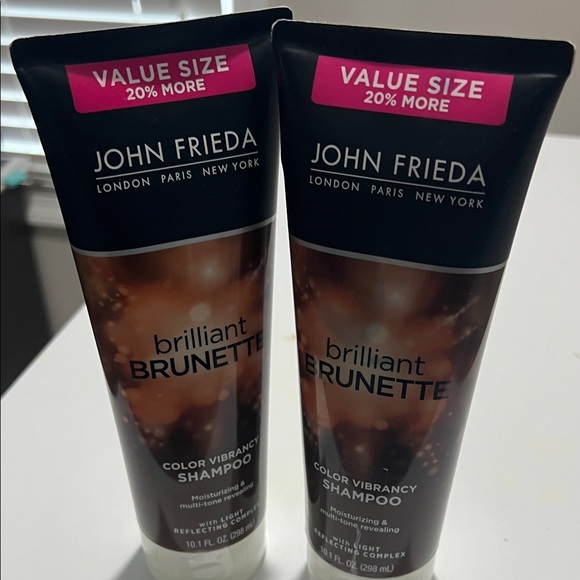 VALUE SIZE
20% MORE
JOHN FRIEDA
LONDON PARIS NEW YORK
brilliant
BRUNETTE
COLOR VIBRANCY
SHAMPOO
Moisturizing &
multi-tone revealing
with LIGHT
REFLECTING COMPLEX
10.1 FL. OZ. (298 mL)
VALUE SIZE
20% MORE
JOHN FRIEDA
LONDON PARIS NEW YORK
brilliant
BRUNETTE
COLOR VIBRANCY
SHAMPOO
Moisturizing &
multi-tone revealing
with LIGHT
REFLECTING COMPLEX
10.1 FL. OZ. (298 mL)